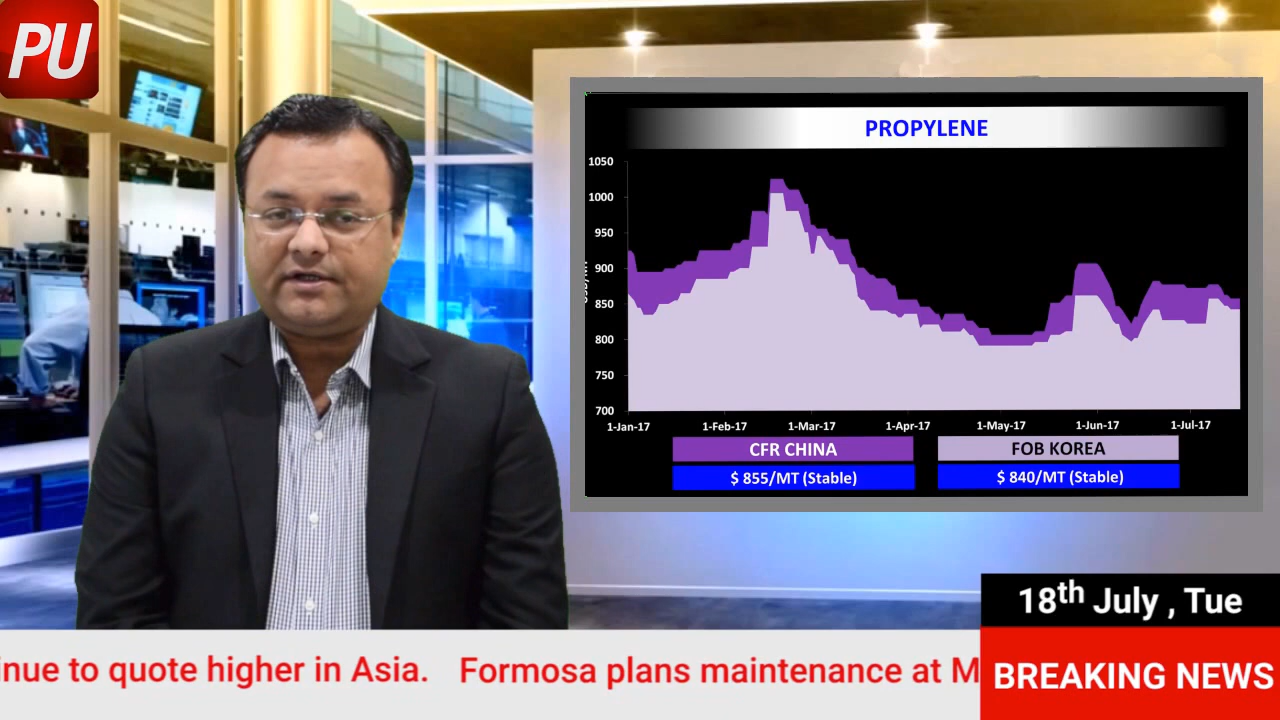 PU
PROPYLENE
1050
1000
950
900
850
800
750
700
1-Jan-17
1-Feb-17
1-Mar-17
1-Apr-17
1-May-17
1-Jun-17
1-Jul-17
CFR CHINA
FOB KOREA
$ 855/MT (Stable)
$ 840/MT (Stable)
18th July , Tue
inue to quote higher in Asia. Formosa plans maintenance at M
BREAKING NEWS